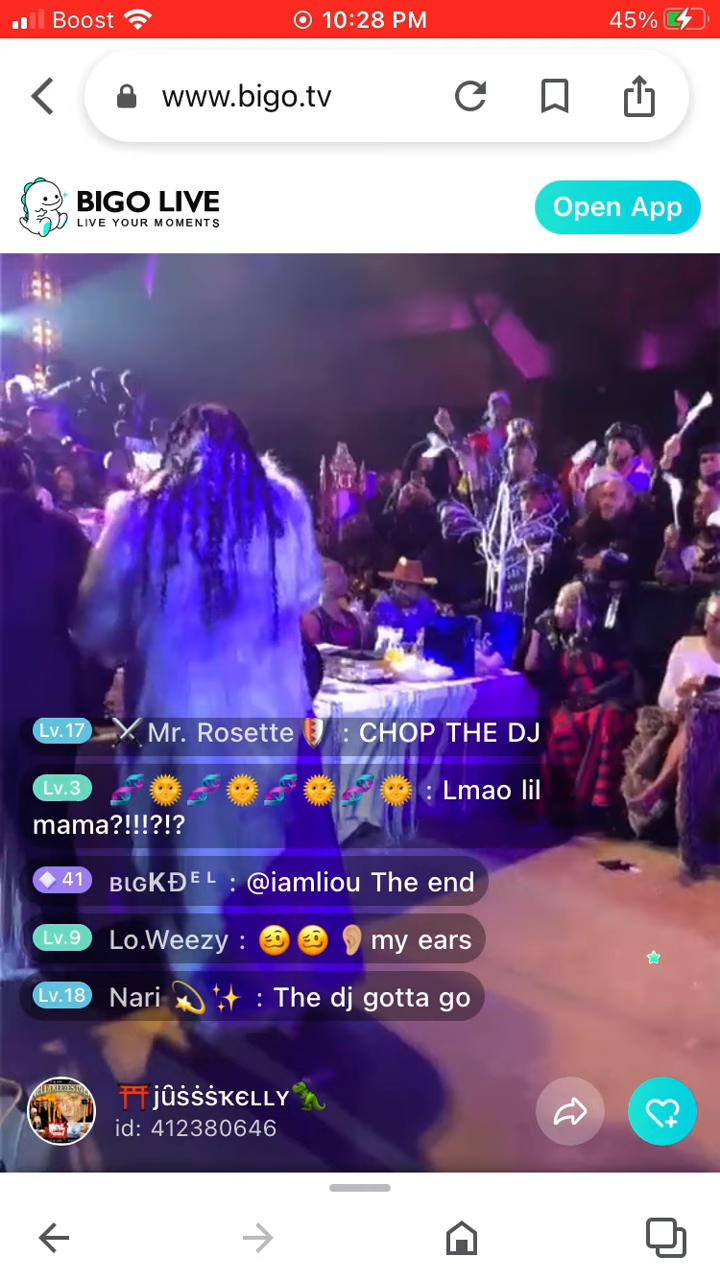 Boost 10:28 PM 45%
www.bigo.tv
BIGO LIVE
LIVE YOUR MOMENTS
Open App
Lv.17 ⚔Mr. Rosette🛡 : CHOP THE DJ
Lv.3 🧬🌞🧬🌞🧬🌞🧬🌞 : Lmao lil
mama?!!!?!?
41 ʙʟɢKĐᴱᴸ : @iamliou The end
Lv.9 Lo.Weezy : 🥴🥴👂🏼my ears
Lv.18 Nari 💫✨ : The dj gotta go
⛩jûṡṡṡҡєʟʟʏ🦖
id: 412380646